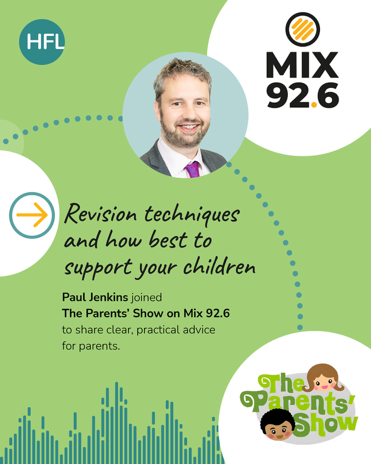 HFL
MIX
92.6
Revision techniques
and how best to
support your children
Paul Jenkins joined
The Parents' Show on Mix 92.6
to share clear, practical advice
for parents.
The
Parents'
Show